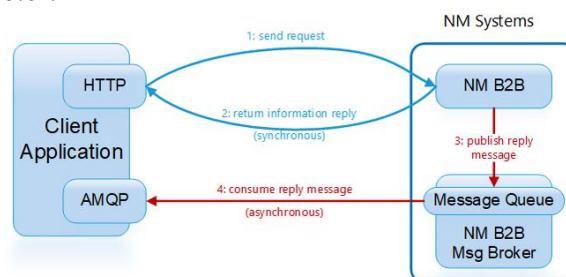 NM Systems
1: send request
HTTP
NM B2B
2: return information reply
(synchronous)
Client
Application
3: publish reply
message
4: consume reply message
(asynchronous)
AMQP
Message Queue
NM B2B
Msg Broker